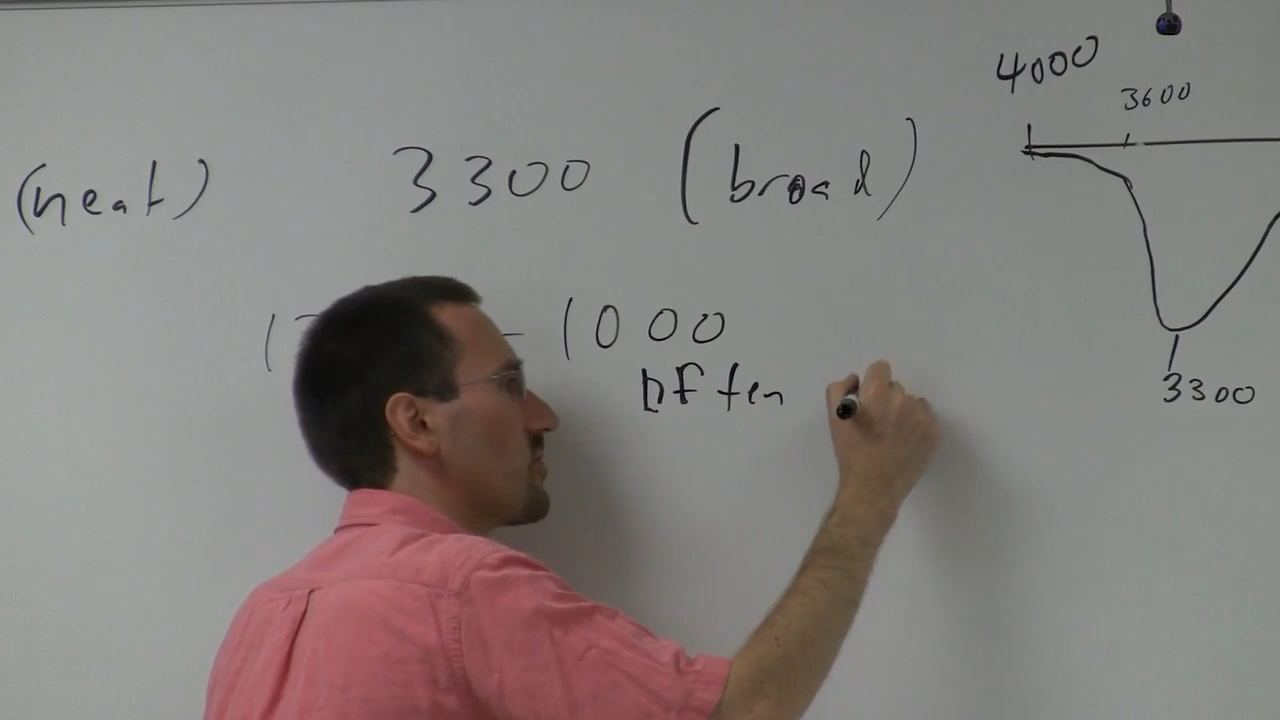 4000
3600
(neat) 3300 (broad)
- 1000
often
3300